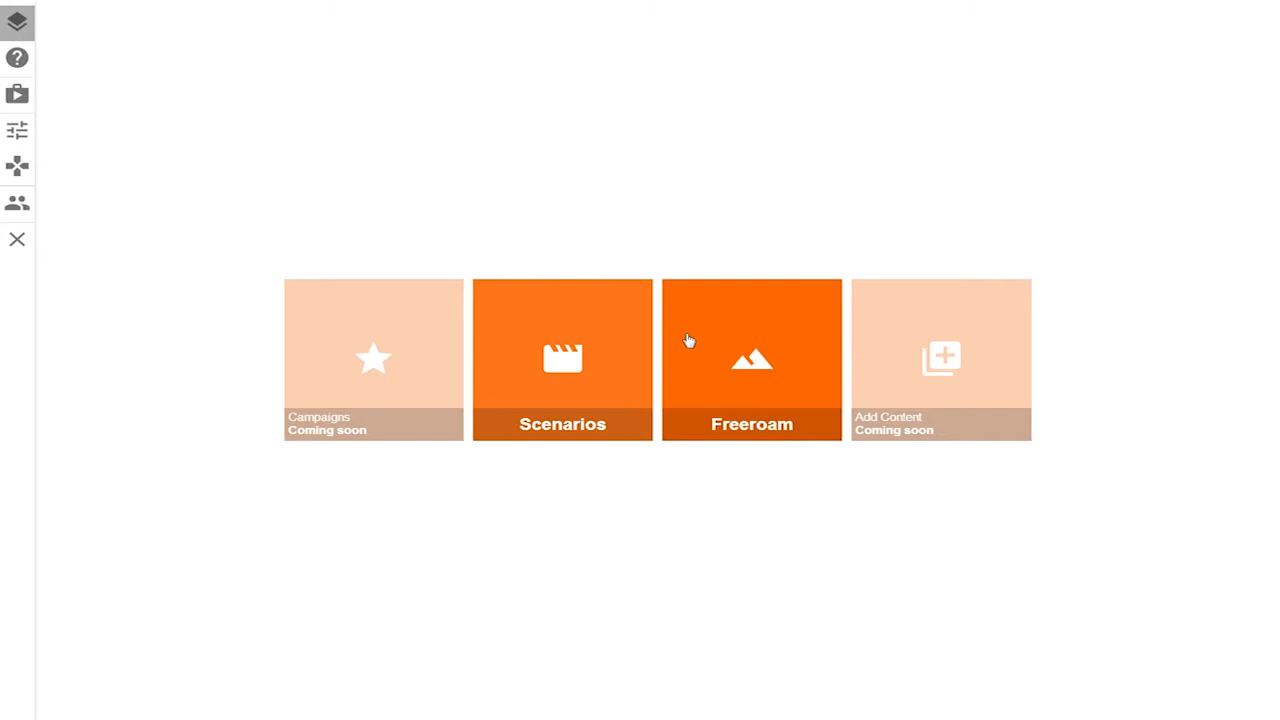 Campaigns
Coming soon
Scenarios
Freeroam
Add Content
Coming soon